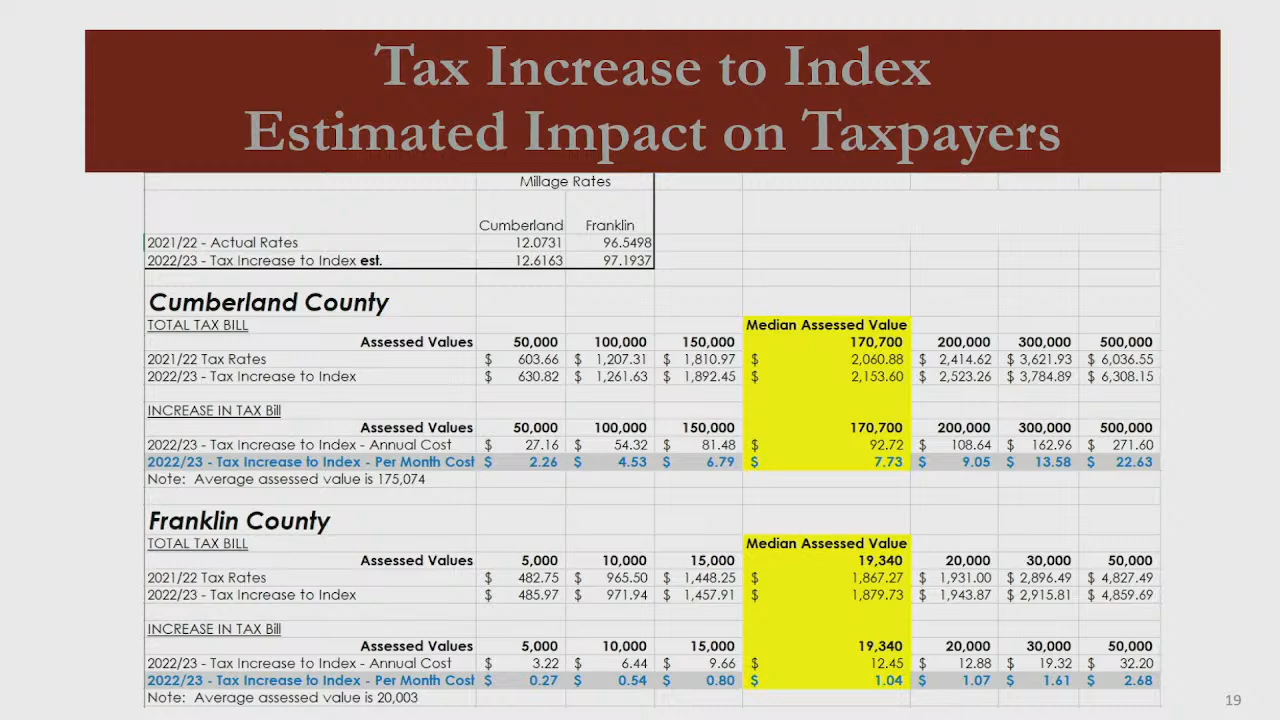 Tax Increase to Index
Estimated Impact on Taxpayers
Millage Rates
Cumberland Franklin
2021/22 - Actual Rates 12.0731 96.5498
2022/23 - Tax Increase to Index est. 12.6163 97.1937
Cumberland County
TOTAL TAX BILL Median Assessed Value
Assessed Values 50,000 100,000 150,000 170,700 200,000 300,000 500,000
2021/22 Tax Rates $ 603.66 $ 1,207.31 $ 1,810.97 $ 2,060.88 $ 2,414.62 $ 3,621.93 $ 6,036.55
2022/23 - Tax Increase to Index $ 630.82 $ 1,261.63 $ 1,892.45 $ 2,153.60 $ 2,523.26 $ 3,784.89 $ 6,308.15
INCREASE IN TAX Bill
Assessed Values 50,000 100,000 150,000 170,700 200,000 300,000 500,000
2022/23 - Tax Increase to Index - Annual Cost $ 27.16 $ 54.32 $ 81.48 $ 92.72 $ 108.64 $ 162.96 $ 271.60
2022/23 - Tax Increase to Index - Per Month Cost $ 2.26 $ 4.53 $ 6.79 $ 7.73 $ 9.05 $ 13.58 $ 22.63
Note: Average assessed value is 175,074
Franklin County
TOTAL TAX BILL Median Assessed Value
Assessed Values 5,000 10,000 15,000 19,340 20,000 30,000 50,000
2021/22 Tax Rates $ 482.75 $ 965.50 $ 1,448.25 $ 1,867.27 $ 1,931.00 $ 2,896.49 $ 4,827.49
2022/23 - Tax Increase to Index $ 485.97 $ 971.94 $ 1,457.91 $ 1,879.73 $ 1,943.87 $ 2,915.81 $ 4,859.69
INCREASE IN TAX Bill
Assessed Values 5,000 10,000 15,000 19,340 20,000 30,000 50,000
2022/23 - Tax Increase to Index - Annual Cost $ 3.22 $ 6.44 $ 9.66 $ 12.45 $ 12.88 $ 19.32 $ 32.20
2022/23 - Tax Increase to Index - Per Month Cost $ 0.27 $ 0.54 $ 0.80 $ 1.04 $ 1.07 $ 1.61 $ 2.68
Note: Average assessed value is 20,003
19